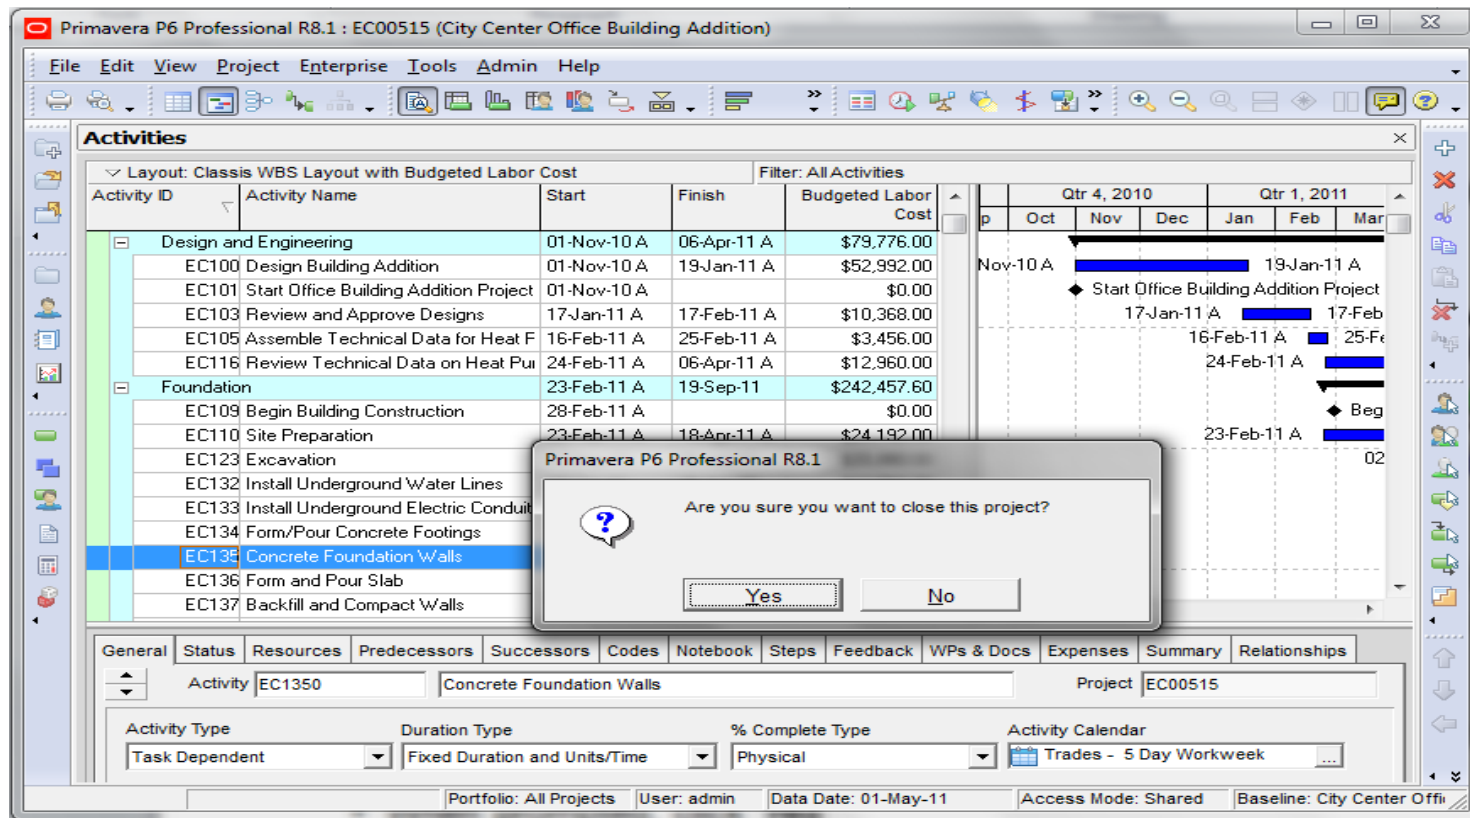 Primavera P6 Professional R8.1 : EC00515 (City Center Office Building Addition)
File Edit View Project Enterprise Tools Admin Help
Activities
Layout: Classis WBS Layout with Budgeted Labor Cost Filter: All Activities
Activity ID Activity Name Start Finish Budgeted Labor Cost
Qtr 4, 2010 Qtr 1, 2011
p Oct Nov Dec Jan Feb Mar
Design and Engineering 01-Nov-10 A 06-Apr-11 A $79,776.00
EC100 Design Building Addition 01-Nov-10 A 19-Jan-11 A $52,992.00 Nov-10 A 19-Jan-11 A
EC101 Start Office Building Addition Project 01-Nov-10 A $0.00 Start Office Building Addition Project
EC103 Review and Approve Designs 17-Jan-11 A 17-Feb-11 A $10,368.00 17-Jan-11 A 17-Feb
EC105 Assemble Technical Data for Heat F 16-Feb-11 A 25-Feb-11 A $3,456.00 16-Feb-11 A 25-Fe
EC116 Review Technical Data on Heat Pu 24-Feb-11 A 06-Apr-11 A $12,960.00 24-Feb-11 A
Foundation 23-Feb-11 A 19-Sep-11 $242,457.60
EC109 Begin Building Construction 28-Feb-11 A $0.00 Beg
EC110 Site Preparation 23-Feb-11 A 18-Apr-11 A $24,192.00 23-Feb-11 A
EC123 Excavation 02
EC132 Install Underground Water Lines
EC133 Install Underground Electric Conduit
EC134 Form/Pour Concrete Footings
EC135 Concrete Foundation Walls
EC136 Form and Pour Slab
EC137 Backfill and Compact Walls
Primavera P6 Professional R8.1
Are you sure you want to close this project?
Yes No
General Status Resources Predecessors Successors Codes Notebook Steps Feedback WPs & Docs Expenses Summary Relationships
Activity EC1350 Concrete Foundation Walls Project EC00515
Activity Type Duration Type % Complete Type Activity Calendar
Task Dependent Fixed Duration and Units/Time Physical Trades - 5 Day Workweek ...
Portfolio: All Projects User: admin Data Date: 01-May-11 Access Mode: Shared Baseline: City Center Offi